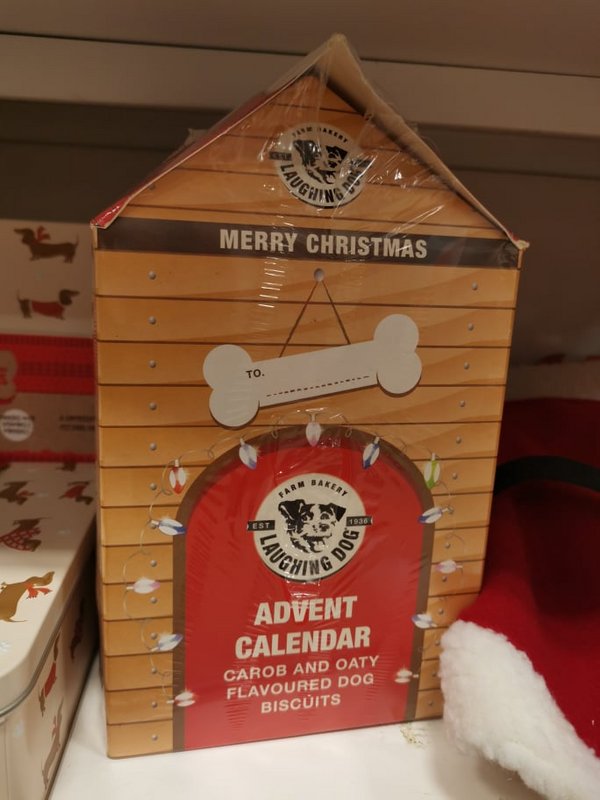 FARM BAKERY
LAUGHING DOG
MERRY CHRISTMAS
TO.
FARM BAKERY
EST 1936
LAUGHING DOG
ADVENT
CALENDAR
CAROB AND OATY
FLAVOURED DOG
BISCUITS